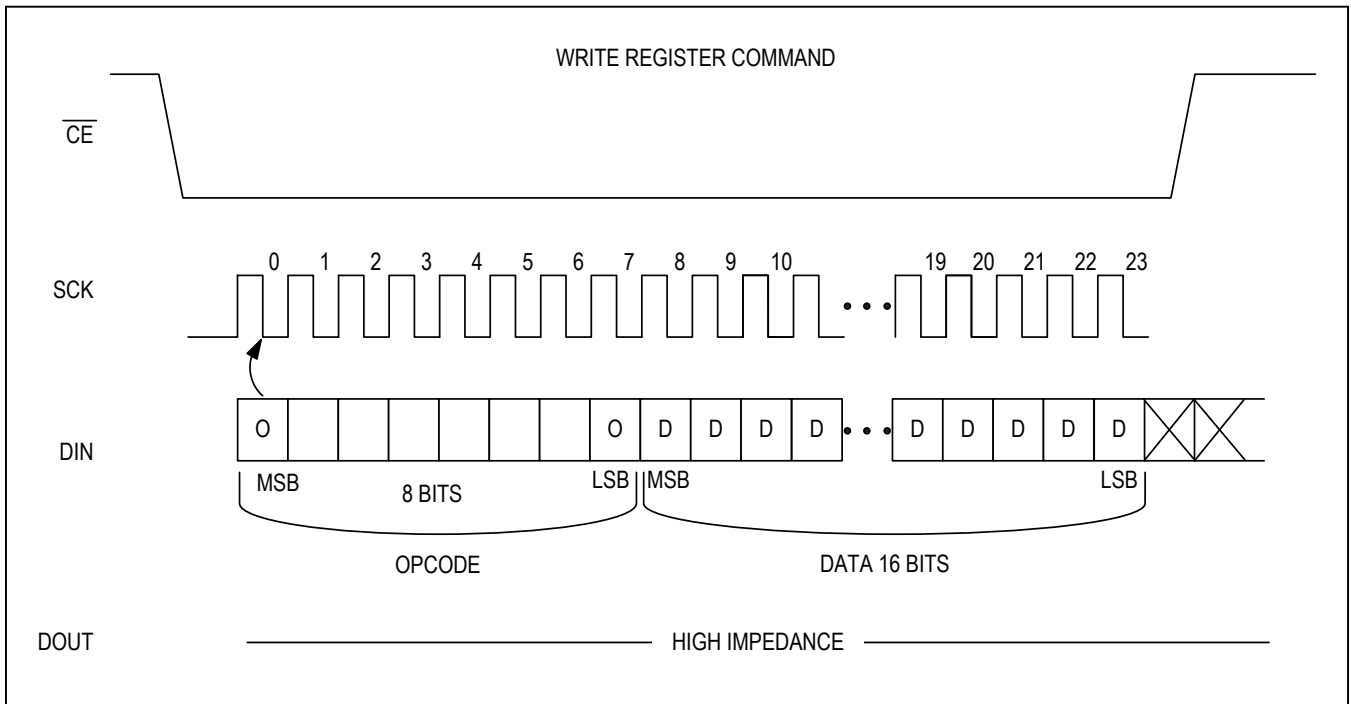 WRITE REGISTER COMMAND
CE
SCK 0 1 2 3 4 5 6 7 8 9 10 • • • 19 20 21 22 23
DIN O O D D D D • • • D D D D D
MSB 8 BITS LSB MSB LSB
OPCODE DATA 16 BITS
DOUT HIGH IMPEDANCE